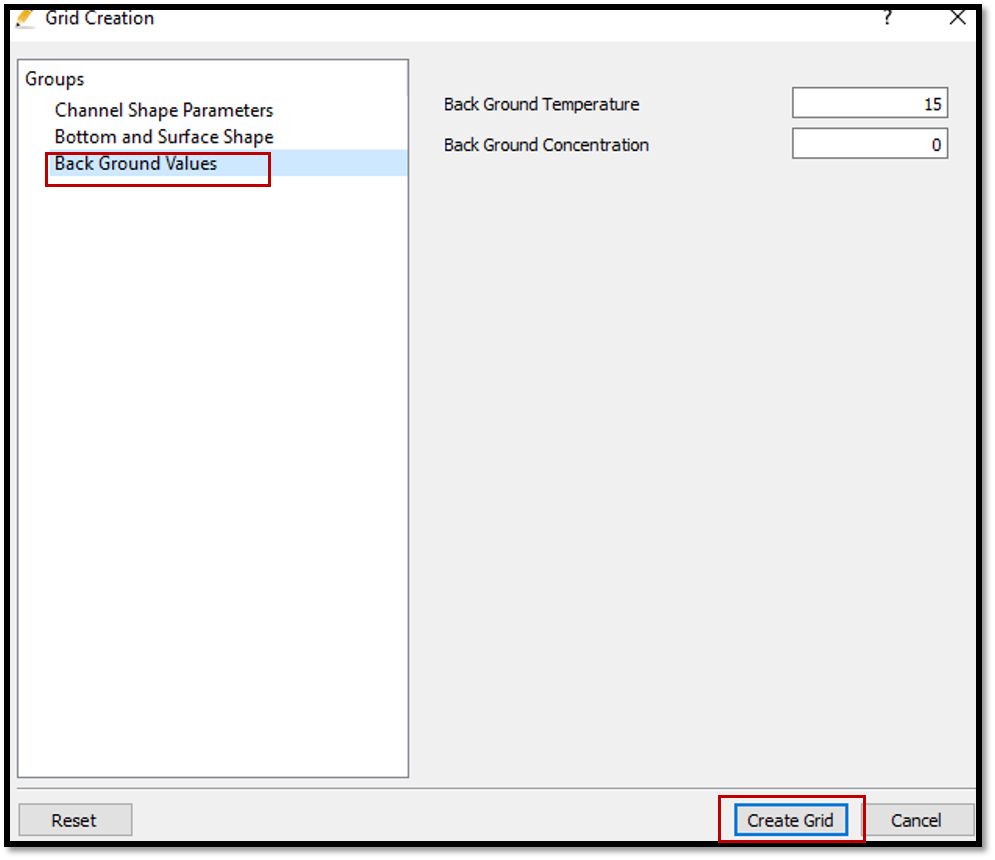 Grid Creation ?
Groups
Channel Shape Parameters
Bottom and Surface Shape
Back Ground Values
Back Ground Temperature 15
Back Ground Concentration 0
Reset Create Grid Cancel